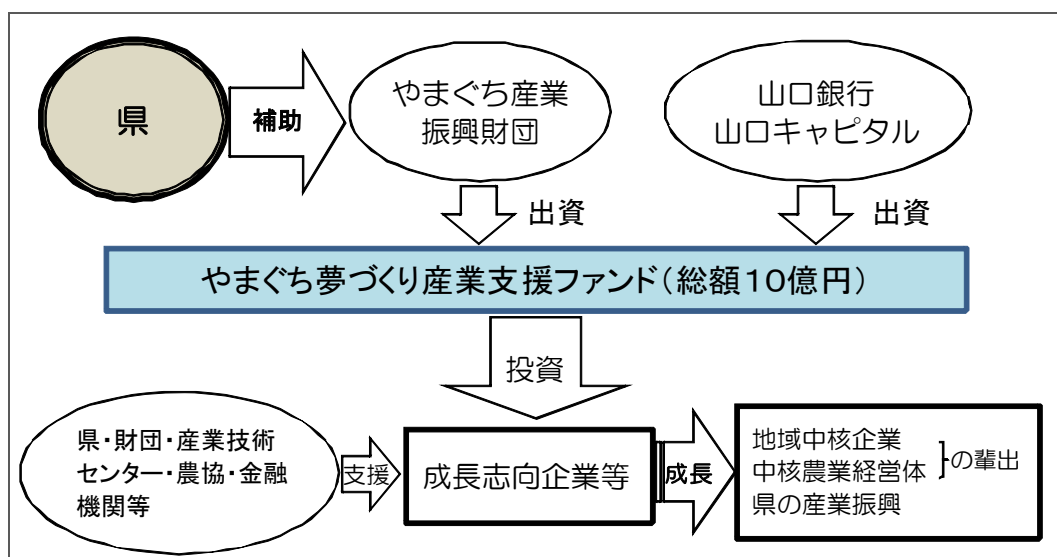 県
補助
やまぐち産業
振興財団
山口銀行
山口キャピタル
出資
出資
やまぐち夢づくり産業支援ファンド（総額１０億円）
投資
県・財団・産業技術
センター・農協・金融
機関等
支援
成長志向企業等
成長
地域中核企業
中核農業経営体
｝の輩出
県の産業振興